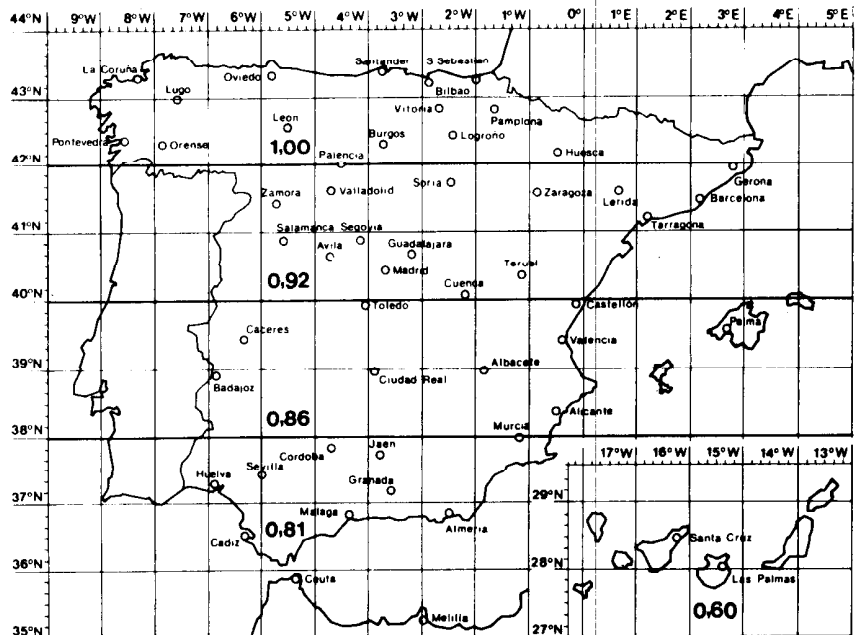 9°W 8°W 7°W 6°W 5°W 4°W 3°W 2°W 1°W 0° 1°E 2°E 3°E 4°E 5°E
44°N
La Coruña Oviedo Santander S Sebastien
43°N
Bilbao
Lugo Vitoria Pamplona
Leon
Pontevedra Orense Burgos Logroño Huesca
1,00
Palencia
42°N
Gerona
Zamora Valladolid Soria Zaragoza Lerida Barcelona
41°N
Salamanca Segovia Tarragona
Avila Guadalajara
Madrid Teruel
0,92
Cuenca
40°N
Toledo Castellón
Palma
Caceres Valencia
39°N
Albacete
Badajoz Ciudad Real
Alicante
0,86
Murcia
38°N
Cordoba Jaen
17°W 16°W 15°W 14°W 13°W
Huelva Sevilla
Granada
37°N
29°N
Malaga Almeria
0,81
Cadiz Santa Cruz
36°N
28°N
Ceuta Las Palmas
Melilla
0,60
35°N
27°N